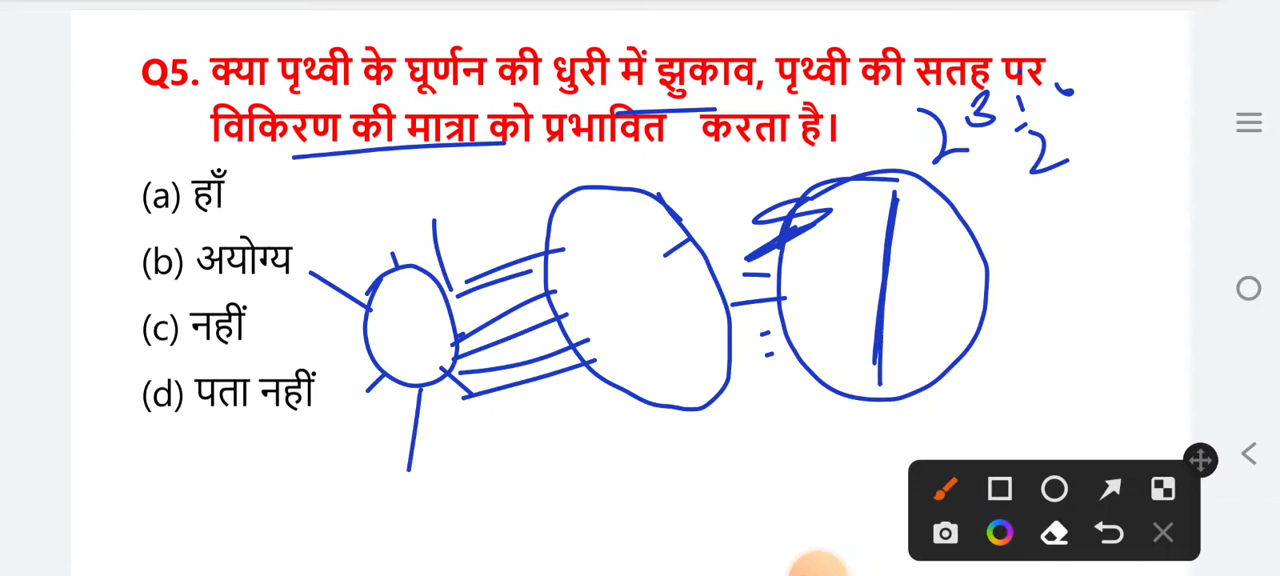 Q5. क्या पृथ्वी के घूर्णन की धुरी में झुकाव, पृथ्वी की सतह पर
विकिरण की मात्रा को प्रभावित करता है।
(a) हाँ
(b) अयोग्य
(c) नहीं
(d) पता नहीं